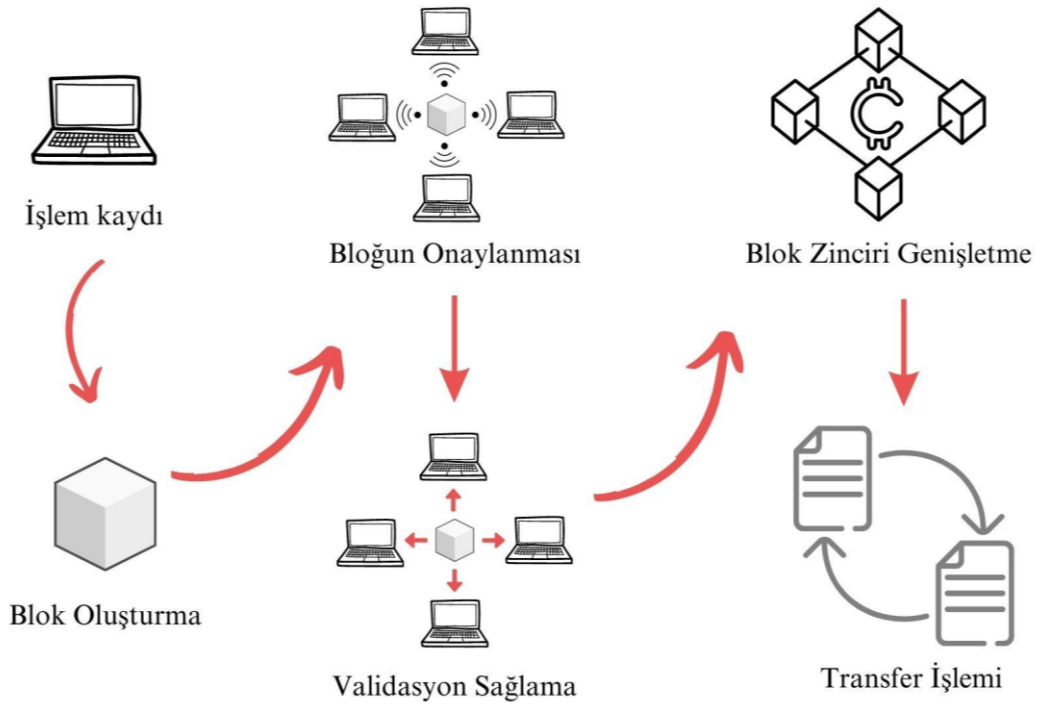 İşlem kaydı
Blok Oluşturma
Bloğun Onaylanması
Validasyon Sağlama
Blok Zinciri Genişletme
Transfer İşlemi